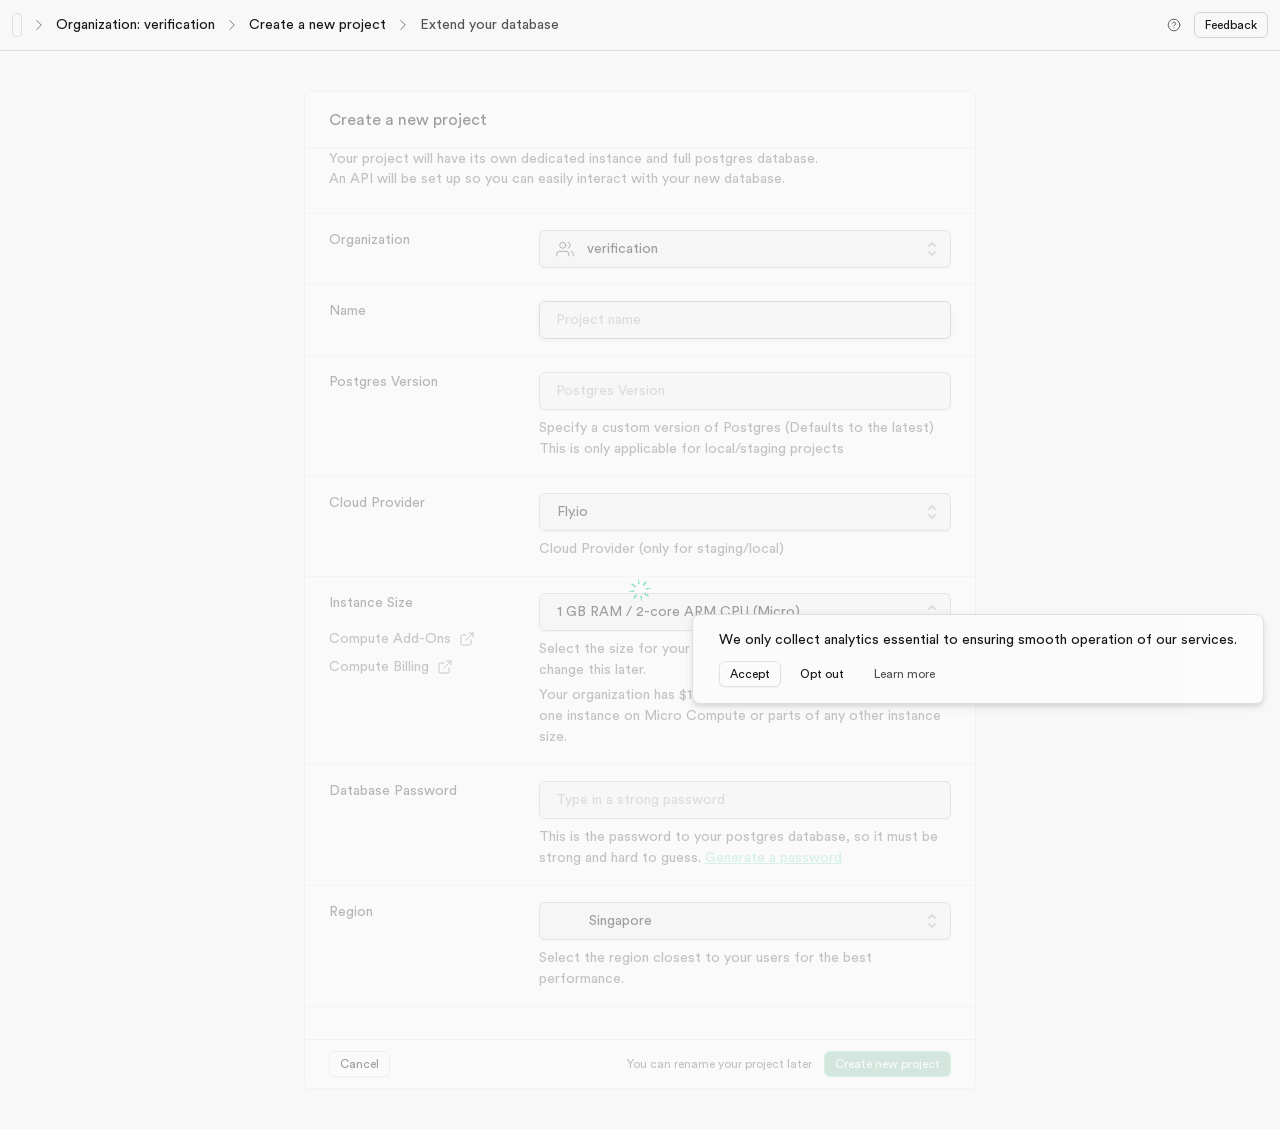 Organization: verification
Create a new project
Extend your database
Feedback
Create a new project
Your project will have its own dedicated instance and full postgres database.
An API will be set up so you can easily interact with your new database.
Organization
verification
Name
Project name
Postgres Version
Postgres Version
Specify a custom version of Postgres (Defaults to the latest)
This is only applicable for local/staging projects
Cloud Provider
Fly.io
Cloud Provider (only for staging/local)
Instance Size
1 GB RAM / 2-core ARM CPU (Micro)
Compute Add-Ons
Compute Billing
Select the size for your
change this later.
Your organization has $1
one instance on Micro Compute or parts of any other instance
size.
We only collect analytics essential to ensuring smooth operation of our services.
Accept
Opt out
Learn more
Database Password
Type in a strong password
This is the password to your postgres database, so it must be
strong and hard to guess. Generate a password
Region
Singapore
Select the region closest to your users for the best
performance.
Cancel
You can rename your project later
Create new project